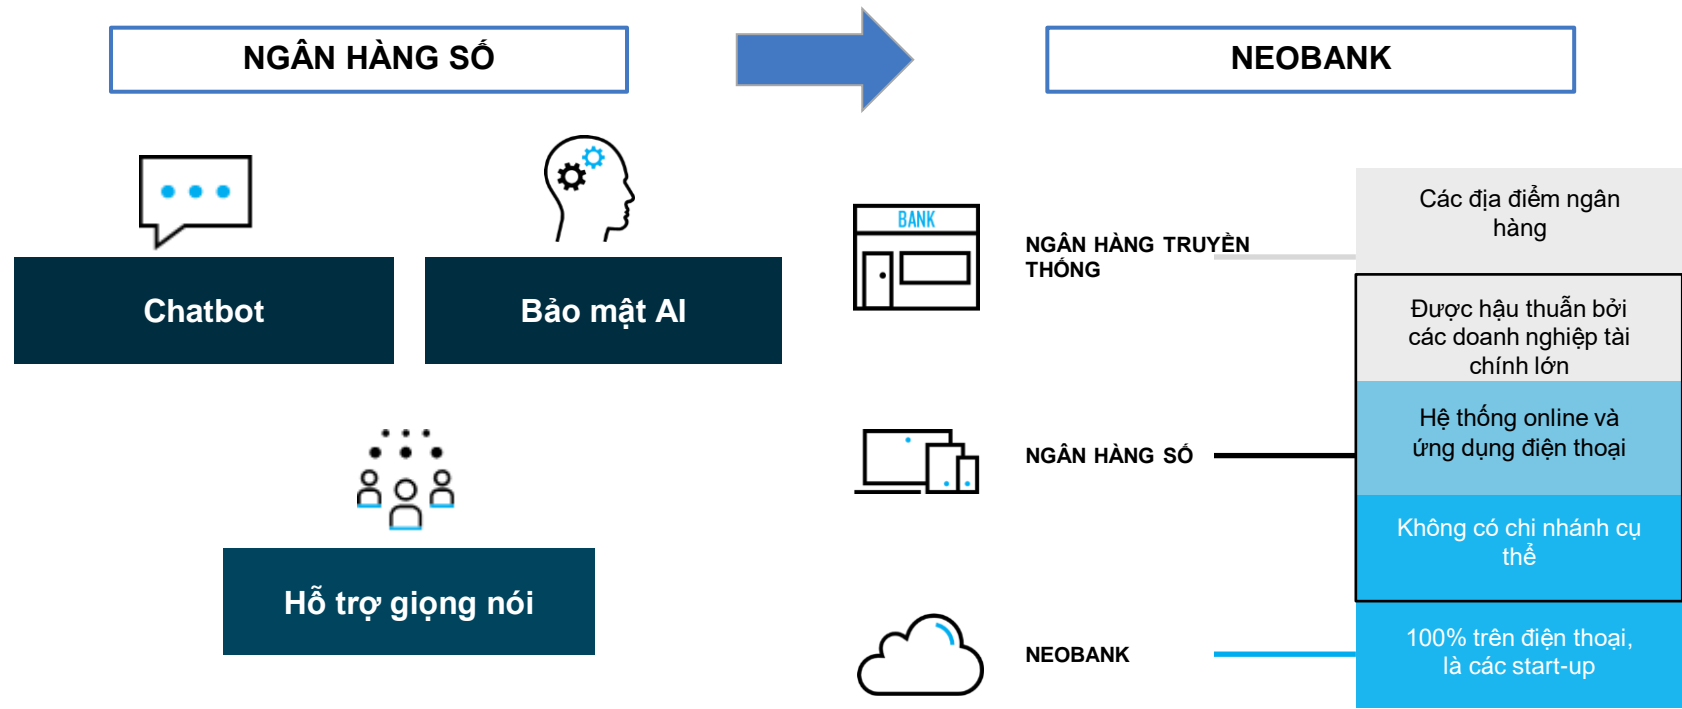 NGÂN HÀNG SỐ
NEOBANK
Chatbot
Bảo mật AI
Hỗ trợ giọng nói
BANK
NGÂN HÀNG TRUYỀN
THỐNG
Các địa điểm ngân
hàng
Được hậu thuẫn bởi
các doanh nghiệp tài
chính lớn
NGÂN HÀNG SỐ
Hệ thống online và
ứng dụng điện thoại
Không có chi nhánh cụ
thể
NEOBANK
100% trên điện thoại,
là các start-up